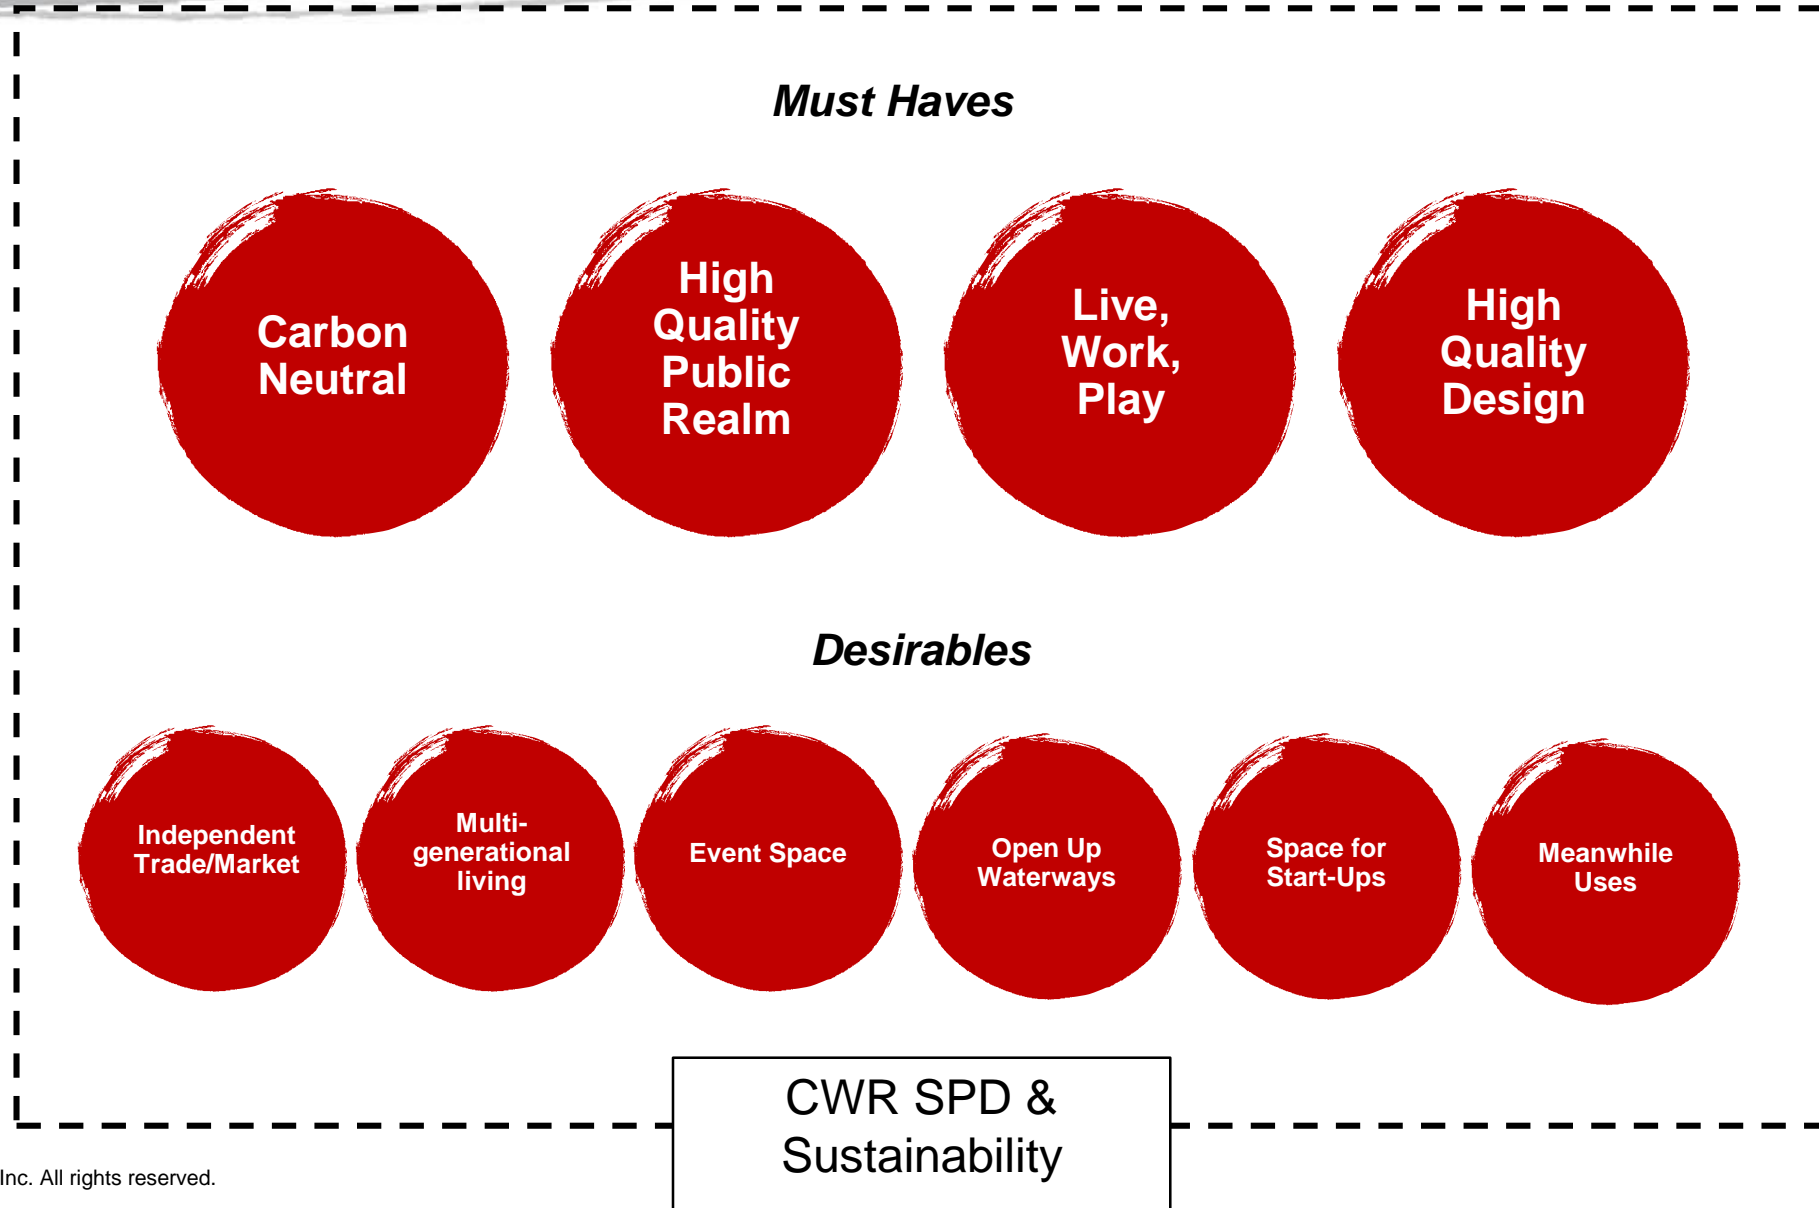 Must Haves
Carbon
Neutral
High
Quality
Public
Realm
Live,
Work,
Play
High
Quality
Design
Desirables
Independent
Trade/Market
Multi-
generational
living
Event Space
Open Up
Waterways
Space for
Start-Ups
Meanwhile
Uses
CWR SPD &
Sustainability
Inc. All rights reserved.